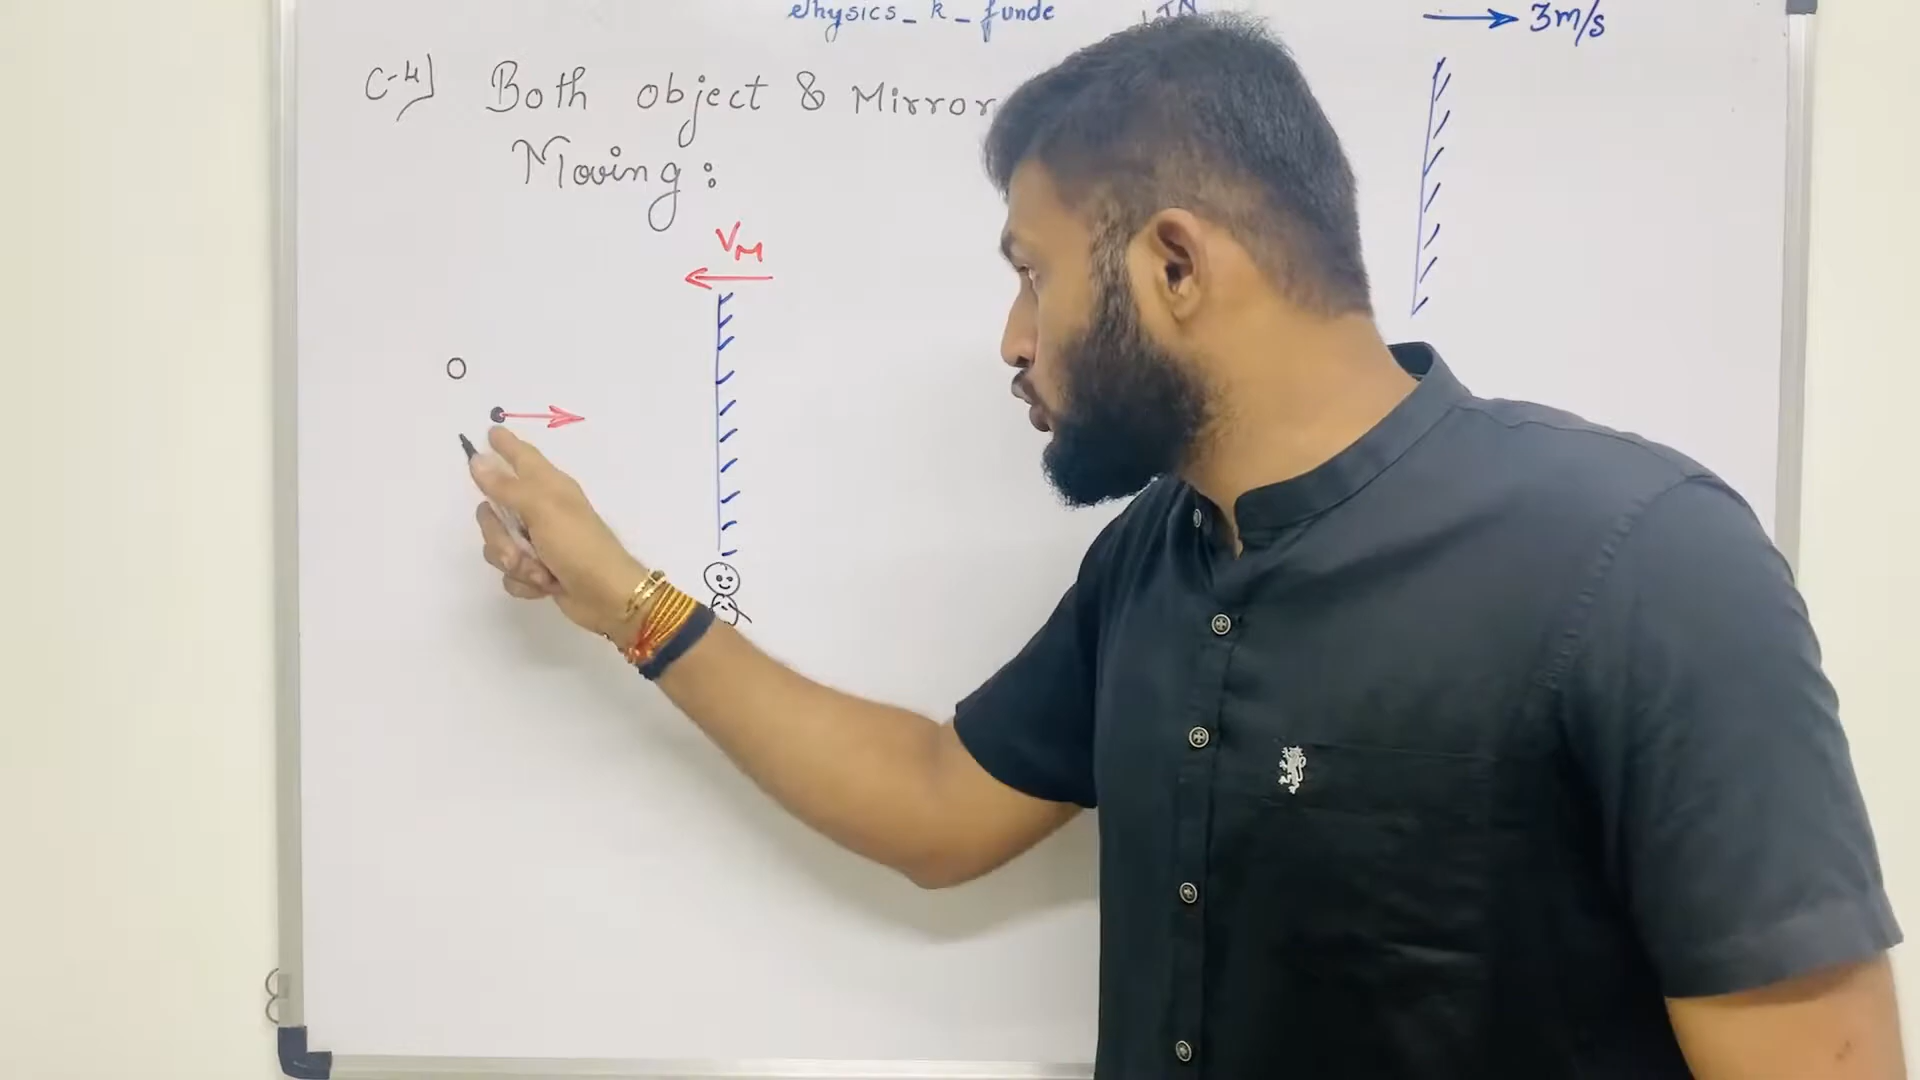 Physics_k_funde
3m/s
C-4) Both object & Mirror
Moving :
VM
O